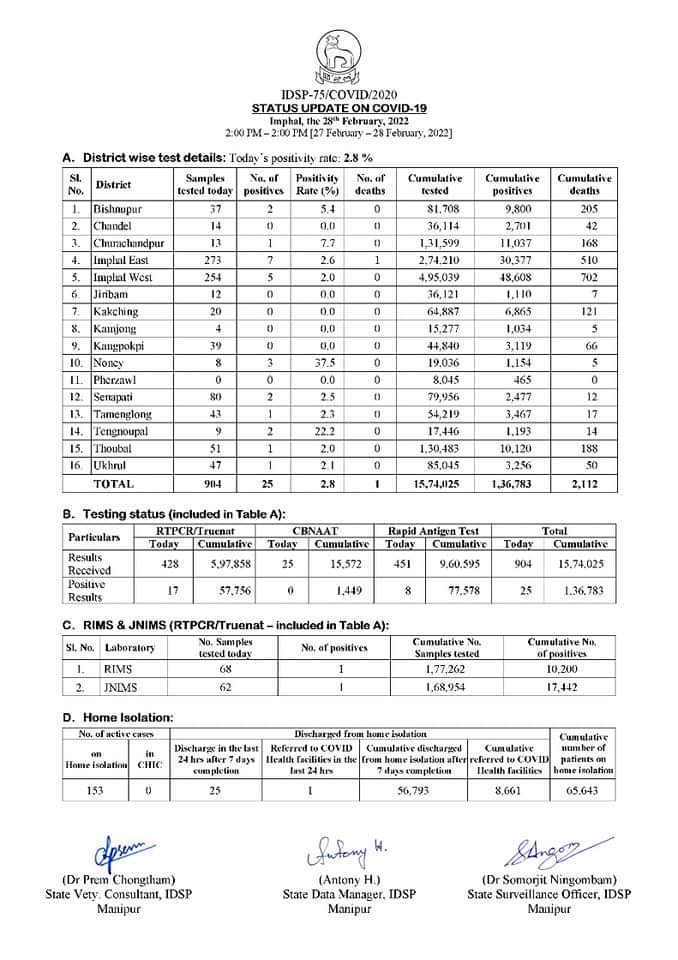 IDSP-75/COVID/2020
STATUS UPDATE ON COVID-19
Imphal, the 28th February, 2022
2:00 PM – 2:00 PM [27 February – 28 February, 2022]
A. District wise test details: Today's positivity rate: 2.8 %
Sl. No. District Samples tested today No. of positives Positivity Rate (%) No. of deaths Cumulative tested Cumulative positives Cumulative deaths
1. Bishnupur 37 2 5.4 0 81,708 9,800 205
2. Chandel 14 0 0.0 0 36,114 2,701 42
3. Churachandpur 13 1 7.7 0 1,31,599 11,037 168
4. Imphal East 273 7 2.6 1 2,74,210 30,377 510
5. Imphal West 254 5 2.0 0 4,95,039 48,608 702
6. Jiribam 12 0 0.0 0 36,121 1,110 7
7. Kakching 20 0 0.0 0 64,887 6,865 121
8. Kamjong 4 0 0.0 0 15,277 1,034 5
9. Kangpokpi 39 0 0.0 0 44,840 3,119 66
10. Noney 8 3 37.5 0 19,036 1,154 5
11. Pherzawl 0 0 0.0 0 8,045 465 0
12. Senapati 80 2 2.5 0 79,956 2,477 12
13. Tamenglong 43 1 2.3 0 54,219 3,467 17
14. Tengnoupal 9 2 22.2 0 17,446 1,193 14
15. Thoubal 51 1 2.0 0 1,30,483 10,120 188
16. Ukhrul 47 1 2.1 0 85,045 3,256 50
TOTAL 904 25 2.8 1 15,74,025 1,36,783 2,112
B. Testing status (included in Table A):
Particulars RTPCR/Truenat CBNAAT Rapid Antigen Test Total
Today Cumulative Today Cumulative Today Cumulative Today Cumulative
Results Received 428 5,97,858 25 15,572 451 9,60,595 904 15,74,025
Positive Results 17 57,756 0 1,449 8 77,578 25 1,36,783
C. RIMS & JNIMS (RTPCR/Truenat – included in Table A):
Sl. No. Laboratory No. Samples tested today No. of positives Cumulative No. Samples tested Cumulative No. of positives
1. RIMS 68 1 1,77,262 10,200
2. JNIMS 62 1 1,68,954 17,442
D. Home Isolation:
No. of active cases Discharged from home isolation Cumulative number of patients on home isolation
on Home isolation in CHIC Discharge in the last 24 hrs after 7 days completion Referred to COVID Health facilities in the last 24 hrs Cumulative discharged from home isolation after 7 days completion Cumulative referred to COVID Health facilities
153 0 25 1 56,793 8,661 65,643
Antony H. SAngom
(Dr Prem Chongtham) (Antony H.) (Dr Somorjit Ningombam)
State Vety. Consultant, IDSP State Data Manager, IDSP State Surveillance Officer, IDSP
Manipur Manipur Manipur